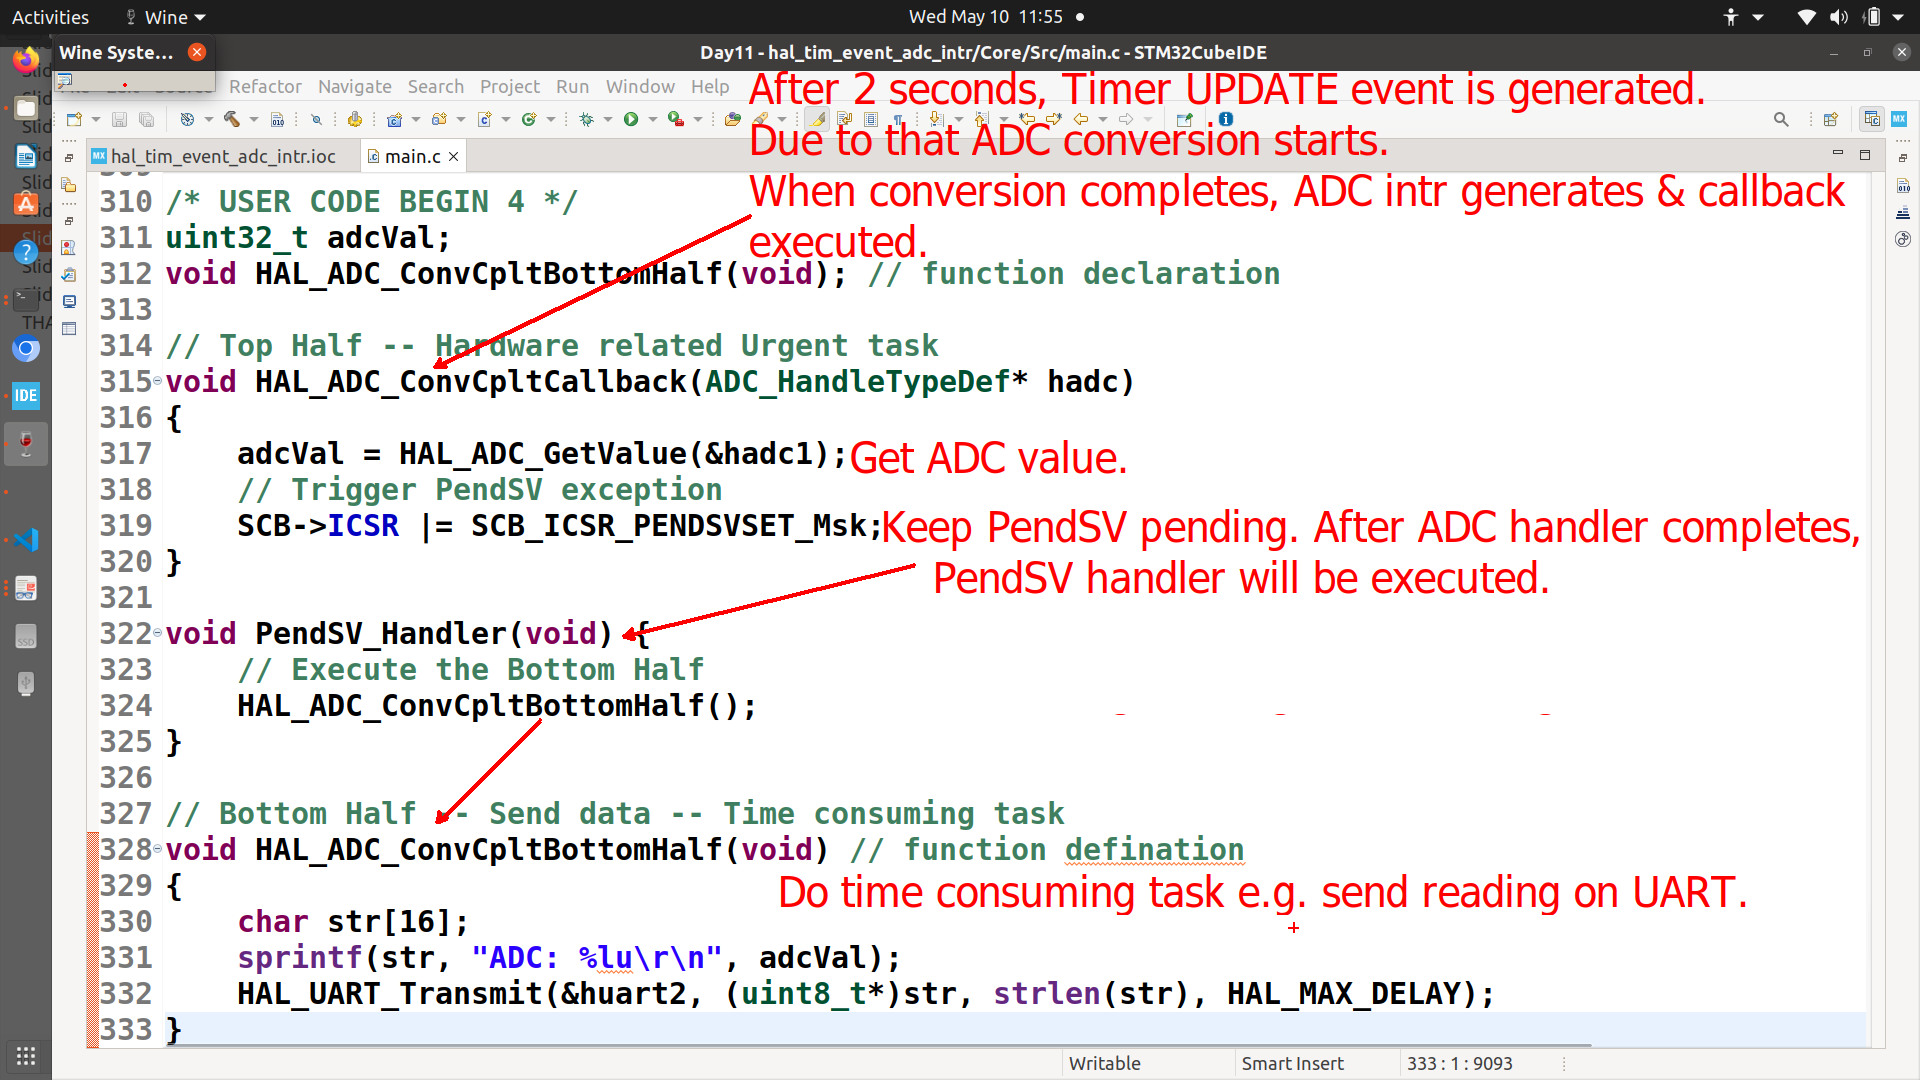 Activities
Wine
Wed May 10 11:55
Wine Syste...
Day11 - hal_tim_event_adc_intr/Core/Src/main.c - STM32CubeIDE
Refactor Navigate Search Project Run Window Help
After 2 seconds, Timer UPDATE event is generated.
Due to that ADC conversion starts.
When conversion completes, ADC intr generates & callback
executed.
hal_tim_event_adc_intr.ioc
main.c
310 /* USER CODE BEGIN 4 */
311 uint32_t adcVal;
312 void HAL_ADC_ConvCpltBottomHalf(void); // function declaration
313
314 // Top Half -- Hardware related Urgent task
315 void HAL_ADC_ConvCpltCallback(ADC_HandleTypeDef* hadc)
316 {
317 adcVal = HAL_ADC_GetValue(&hadc1);
Get ADC value.
318 // Trigger PendSV exception
319 SCB->ICSR |= SCB_ICSR_PENDSVSET_Msk;
Keep PendSV pending. After ADC handler completes,
PendSV handler will be executed.
320 }
321
322 void PendSV_Handler(void) {
323 // Execute the Bottom Half
324 HAL_ADC_ConvCpltBottomHalf();
325 }
326
327 // Bottom Half -- Send data -- Time consuming task
328 void HAL_ADC_ConvCpltBottomHalf(void) // function defination
329 {
Do time consuming task e.g. send reading on UART.
330 char str[16];
331 sprintf(str, "ADC: %lu\r\n", adcVal);
332 HAL_UART_Transmit(&huart2, (uint8_t*)str, strlen(str), HAL_MAX_DELAY);
333 }
Writable
Smart Insert
333 : 1 : 9093
IDE
MX
SSD